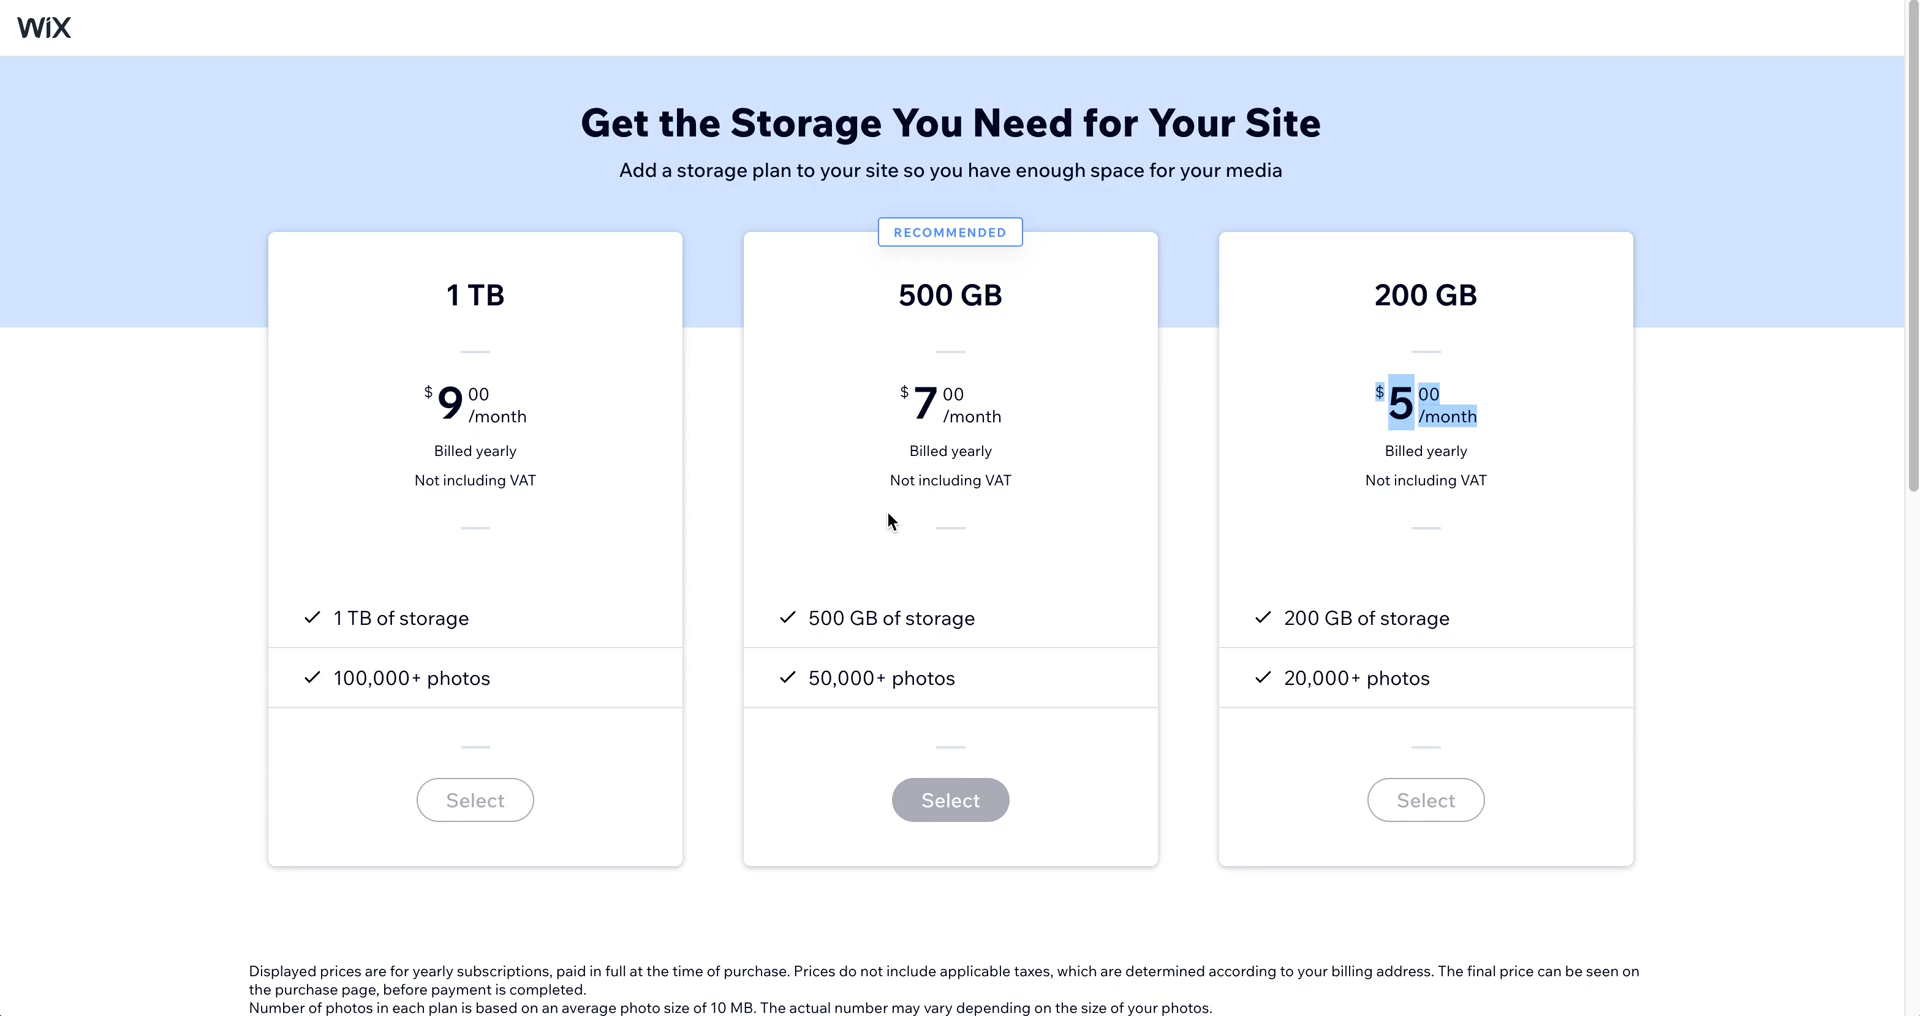 WiX
Get the Storage You Need for Your Site
Add a storage plan to your site so you have enough space for your media
1 TB
$ 9 00
/month
Billed yearly
Not including VAT
1 TB of storage
100,000+ photos
Select
RECOMMENDED
500 GB
$ 7 00
/month
Billed yearly
Not including VAT
500 GB of storage
50,000+ photos
Select
200 GB
$ 5 00
/month
Billed yearly
Not including VAT
200 GB of storage
20,000+ photos
Select
Displayed prices are for yearly subscriptions, paid in full at the time of purchase. Prices do not include applicable taxes, which are determined according to your billing address. The final price can be seen on
the purchase page, before payment is completed.
Number of photos in each plan is based on an average photo size of 10 MB. The actual number may vary depending on the size of your photos.